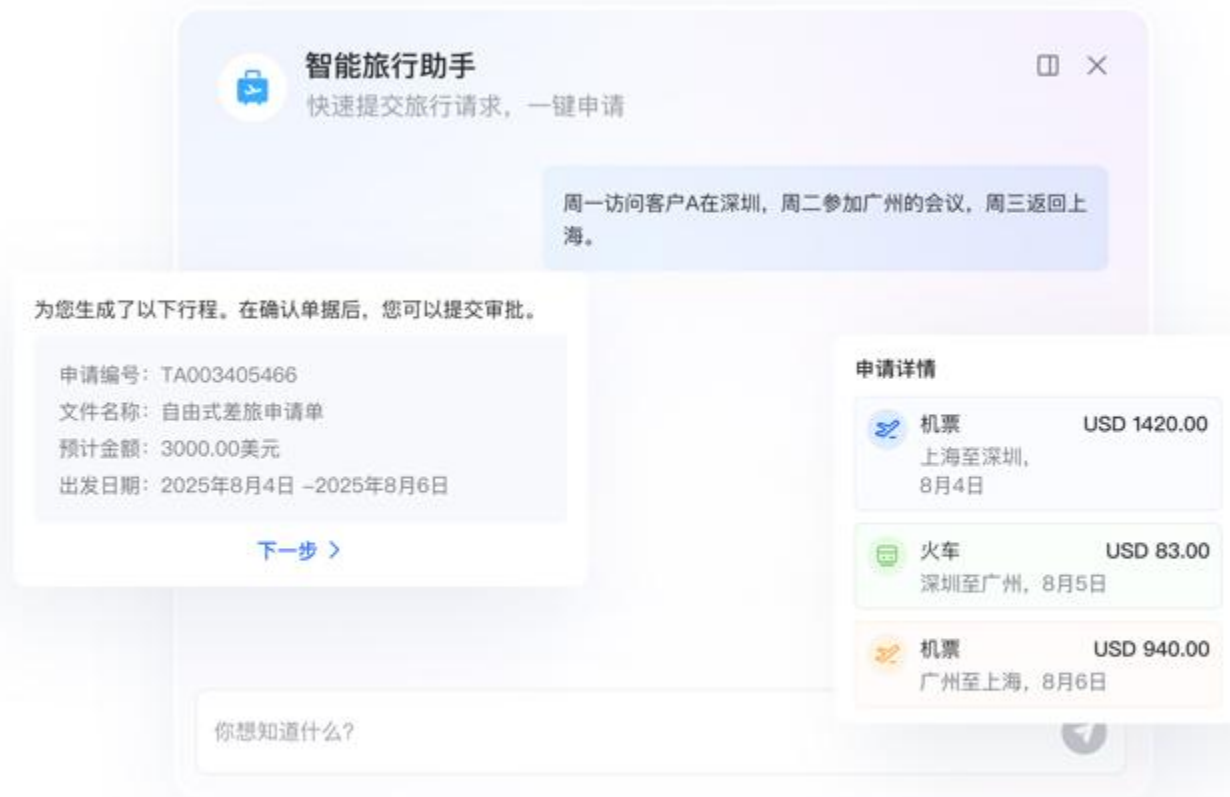 智能旅行助手
快速提交旅行请求，一键申请
周一访问客户A在深圳，周二参加广州的会议，周三返回上
海。
为您生成了以下行程。在确认单据后，您可以提交审批。
申请编号：TA003405466
文件名称：自由式差旅申请单
预计金额：3000.00美元
出发日期：2025年8月4日 –2025年8月6日
下一步
申请详情
机票 USD 1420.00
上海至深圳，
8月4日
火车 USD 83.00
深圳至广州，8月5日
机票 USD 940.00
广州至上海，8月6日
你想知道什么？